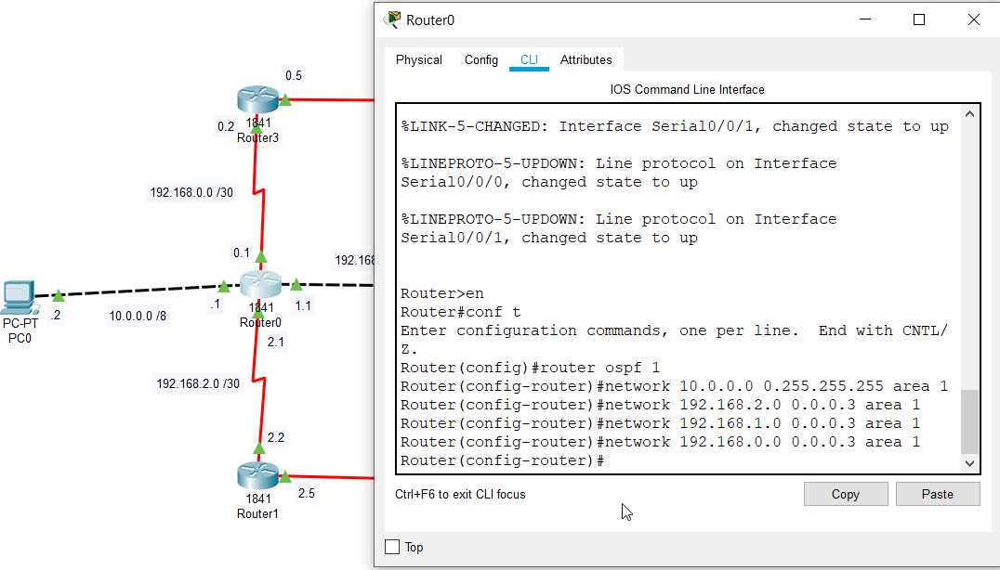 Router0
Physical Config CLI Attributes
IOS Command Line Interface
%LINK-5-CHANGED: Interface Serial0/0/1, changed state to up
%LINEPROTO-5-UPDOWN: Line protocol on Interface
Serial0/0/0, changed state to up
%LINEPROTO-5-UPDOWN: Line protocol on Interface
Serial0/0/1, changed state to up
Router>en
Router#conf t
Enter configuration commands, one per line.  End with CNTL/
Z.
Router(config)#router ospf 1
Router(config-router)#network 10.0.0.0 0.255.255.255 area 1
Router(config-router)#network 192.168.2.0 0.0.0.3 area 1
Router(config-router)#network 192.168.1.0 0.0.0.3 area 1
Router(config-router)#network 192.168.0.0 0.0.0.3 area 1
Router(config-router)#
Ctrl+F6 to exit CLI focus
Copy Paste
Top
0.5
0.2
1841
Router3
192.168.0.0 /30
0.1
192.168
.1
1841
Router0
1.1
.2
10.0.0.0 /8
PC-PT
PC0
2.1
192.168.2.0 /30
2.2
1841
Router1
2.5